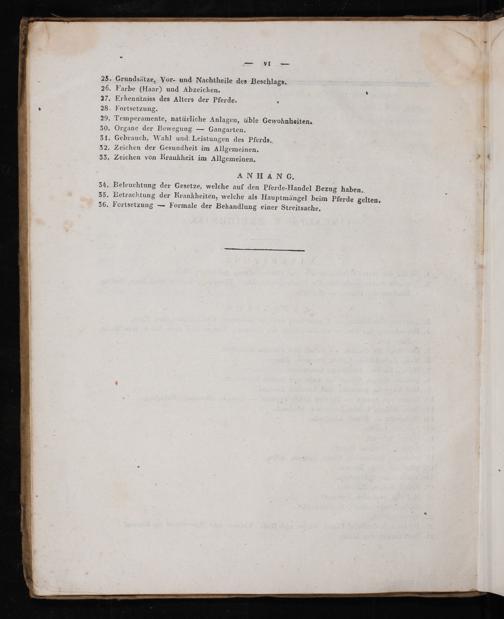 — VI —
25. Grundsätze, Vor- und Nachtheile des Beschlags.
26. Farbe (Haar) und Abzeichen.
27. Erkenntniss des Alters der Pferde.
28. Fortsetzung.
29. Temperamente, natürliche Anlagen, üble Gewohnheiten.
30. Organe der Bewegung — Gangarten.
31. Gebrauch, Wahl und Leistungen des Pferds.
32. Zeichen der Gesundheit im Allgemeinen.
33. Zeichen von Krankheit im Allgemeinen.
ANHANG.
34. Beleuchtung der Gesetze, welche auf den Pferde-Handel Bezug haben.
35. Betrachtung der Krankheiten, welche als Hauptmängel beim Pferde gelten.
36. Fortsetzung — Formale der Behandlung einer Streitsache.